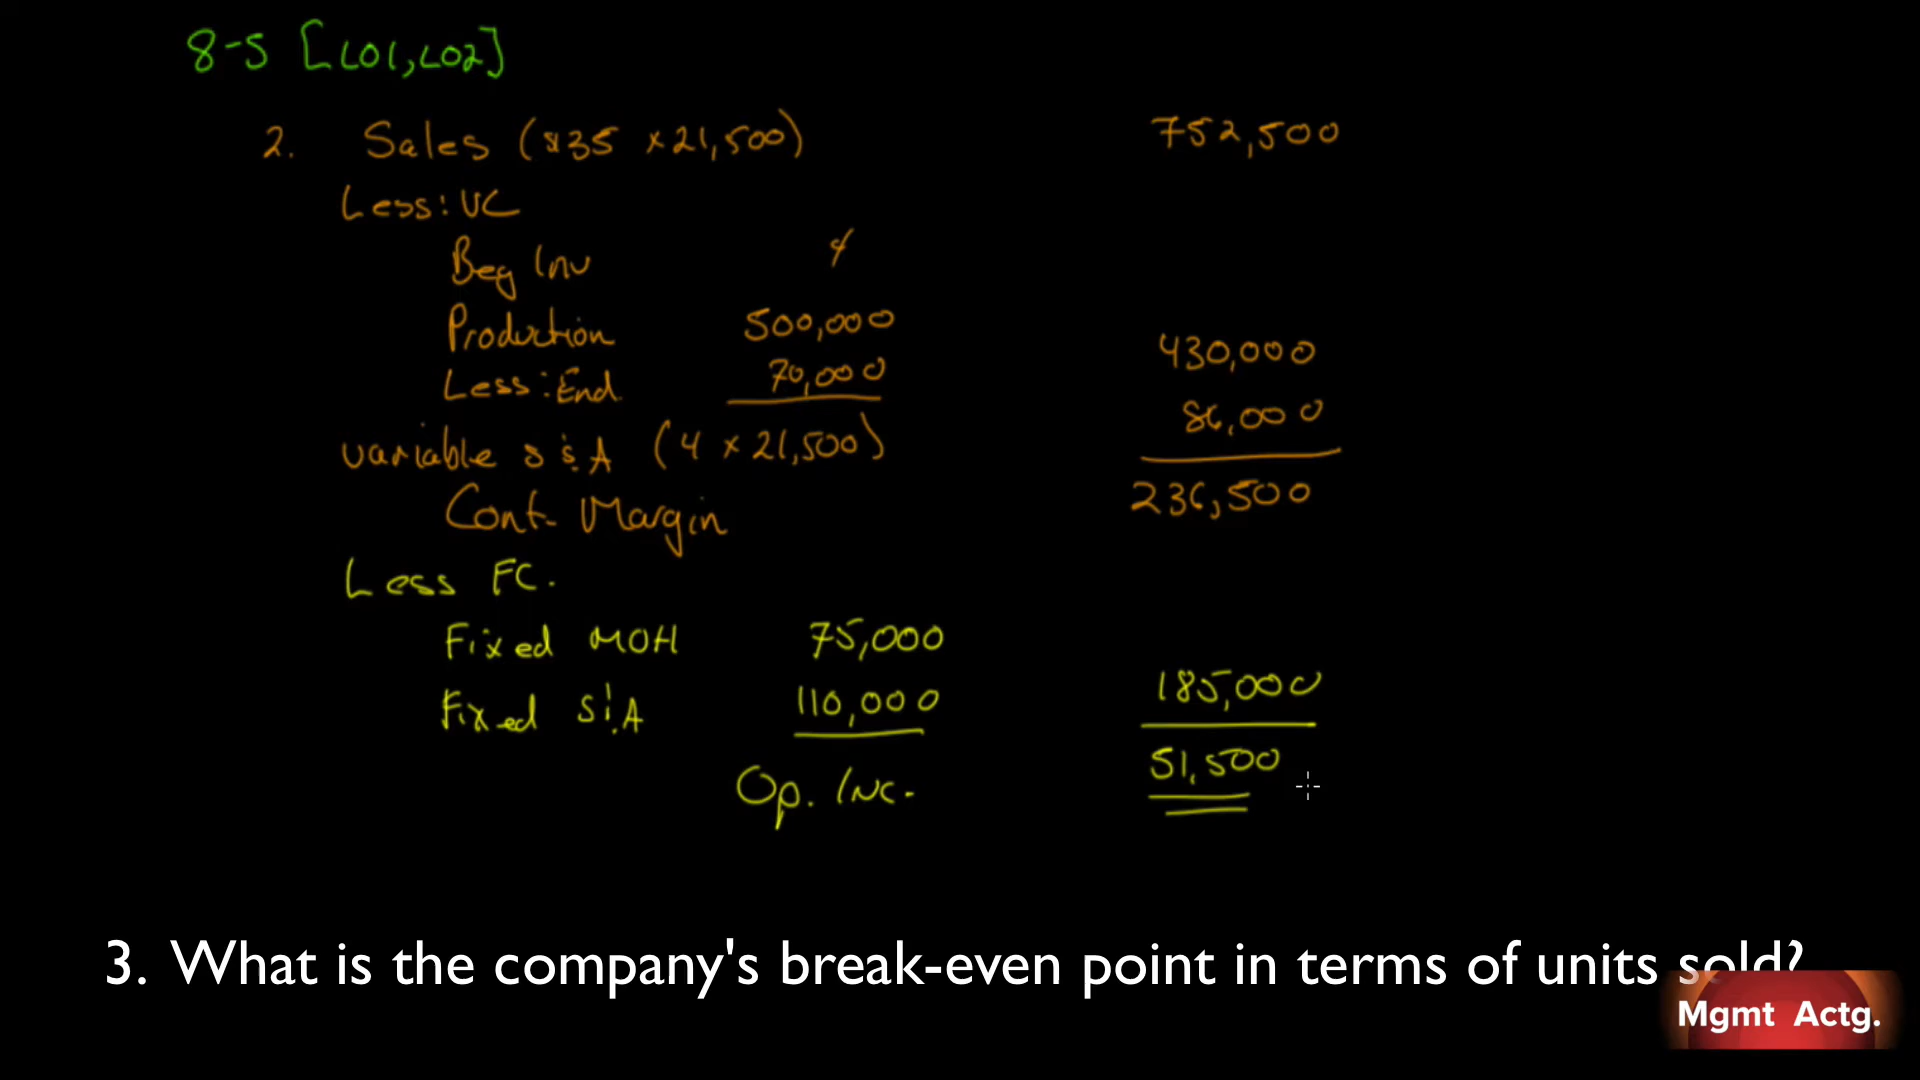 8-5 [LO1, LO2]
2. Sales ($35 x 21,500) 752,500
Less: VC
Beg Inv
Production 500,000 430,000
Less: End. 70,000
variable S&A (4 x 21,500) 86,000
Cont. Margin 236,500
Less FC.
Fixed MOH 75,000
Fixed S&A 110,000 185,000
Op. Inc. 51,500
3. What is the company's break-even point in terms of units sold?
Mgmt Actg.